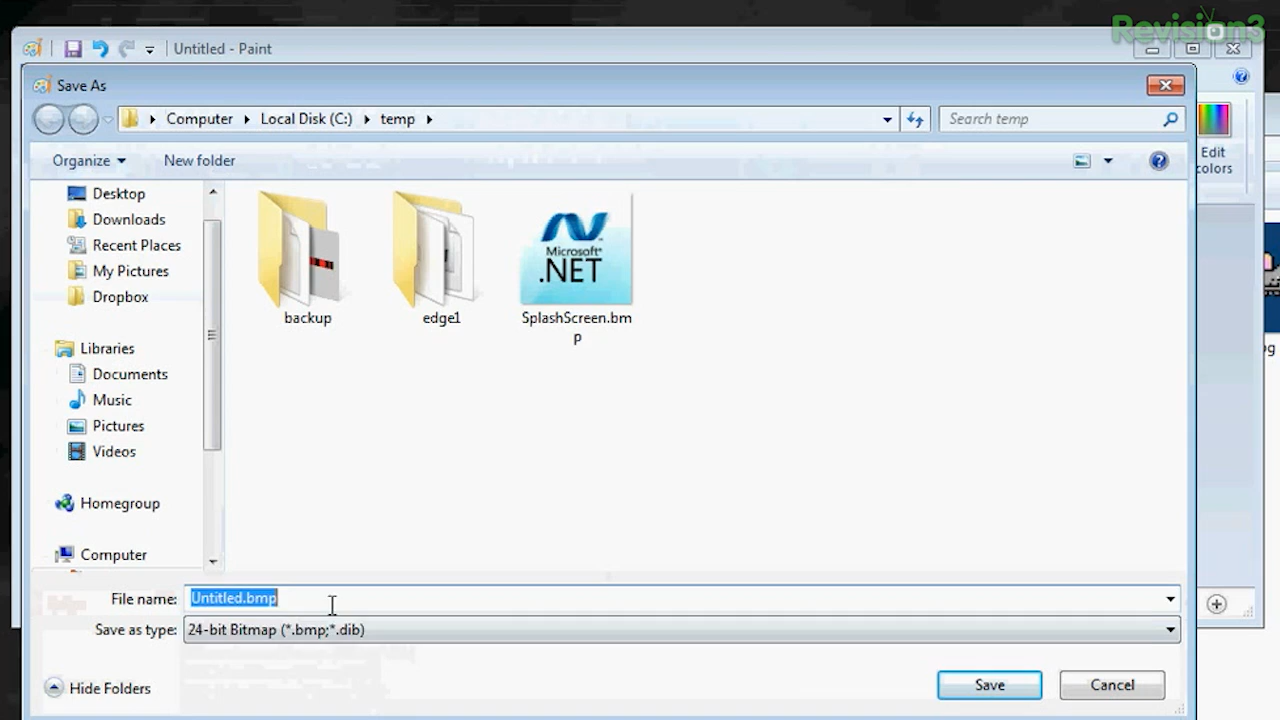 Revision3
Untitled - Paint
Save As
Computer Local Disk (C:) temp
Search temp
Organize New folder
Edit
colors
Desktop
Downloads
Recent Places
My Pictures
Dropbox
Libraries
Documents
Music
Pictures
Videos
Homegroup
Computer
Microsoft®
.NET
backup
edge1
SplashScreen.bm
p
File name: Untitled.bmp
Save as type: 24-bit Bitmap (*.bmp;*.dib)
Hide Folders
Save
Cancel